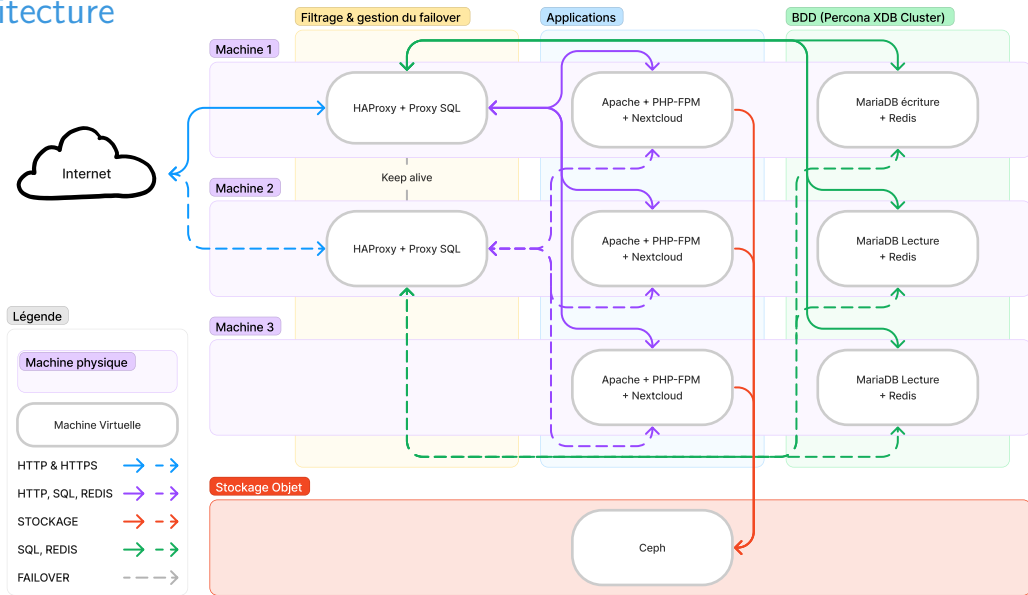 itecture
Filtrage & gestion du failover
Applications
BDD (Percona XDB Cluster)
Machine 1
HAProxy + Proxy SQL
Apache + PHP-FPM
+ Nextcloud
MariaDB écriture
+ Redis
Internet
Keep alive
Machine 2
HAProxy + Proxy SQL
Apache + PHP-FPM
+ Nextcloud
MariaDB Lecture
+ Redis
Machine 3
Apache + PHP-FPM
+ Nextcloud
MariaDB Lecture
+ Redis
Légende
Machine physique
Machine Virtuelle
HTTP & HTTPS
HTTP, SQL, REDIS
STOCKAGE
SQL, REDIS
FAILOVER
Stockage Objet
Ceph